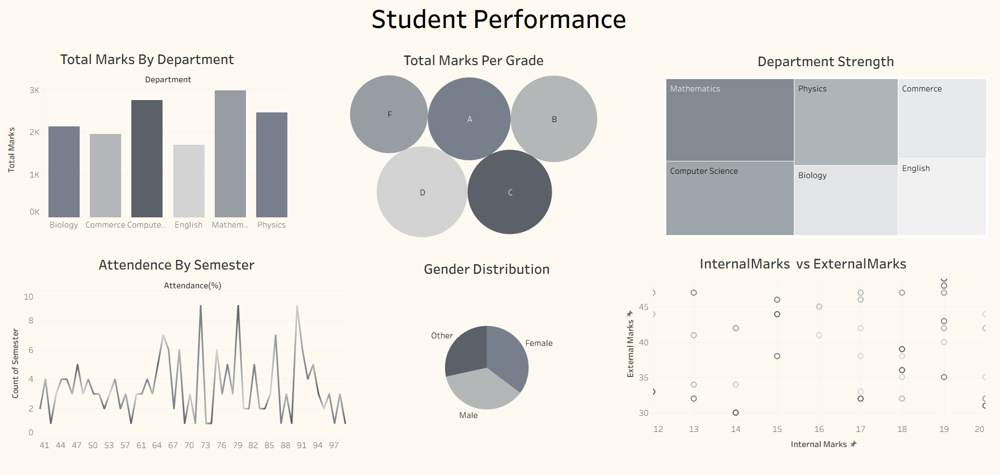 Student Performance
Total Marks By Department
Department
Total Marks
3K
2K
1K
0K
Biology Commerce Compute.. English Mathem.. Physics
Total Marks Per Grade
F
A
B
D
C
Department Strength
Mathematics
Physics
Commerce
Computer Science
Biology
English
Attendence By Semester
Attendance(%)
Count of Semester
10
8
6
4
2
0
41 44 47 50 53 57 61 64 67 70 73 76 79 82 85 88 91 94 97
Gender Distribution
Other
Female
Male
InternalMarks vs ExternalMarks
External Marks
45
40
35
30
12 13 14 15 16 17 18 19 20
Internal Marks